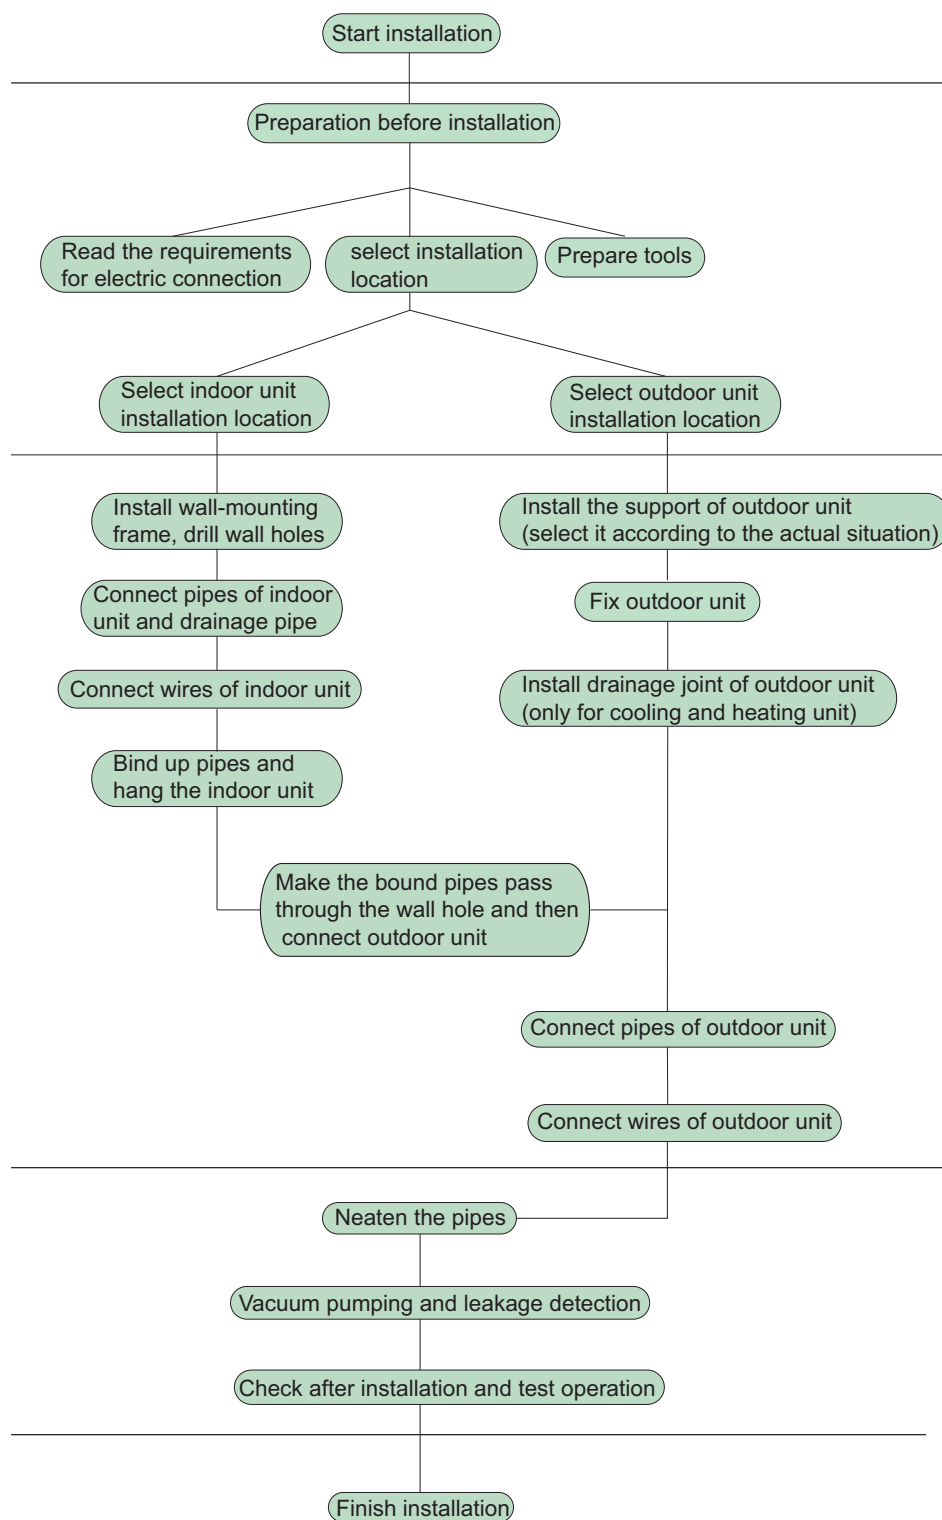 Start installation
Preparation before installation
Read the requirements
for electric connection
select installation
location
Prepare tools
Select indoor unit
installation location
Select outdoor unit
installation location
Install wall-mounting
frame, drill wall holes
Install the support of outdoor unit
(select it according to the actual situation)
Connect pipes of indoor
unit and drainage pipe
Fix outdoor unit
Connect wires of indoor unit
Install drainage joint of outdoor unit
(only for cooling and heating unit)
Bind up pipes and
hang the indoor unit
Make the bound pipes pass
through the wall hole and then
connect outdoor unit
Connect pipes of outdoor unit
Connect wires of outdoor unit
Neaten the pipes
Vacuum pumping and leakage detection
Check after installation and test operation
Finish installation